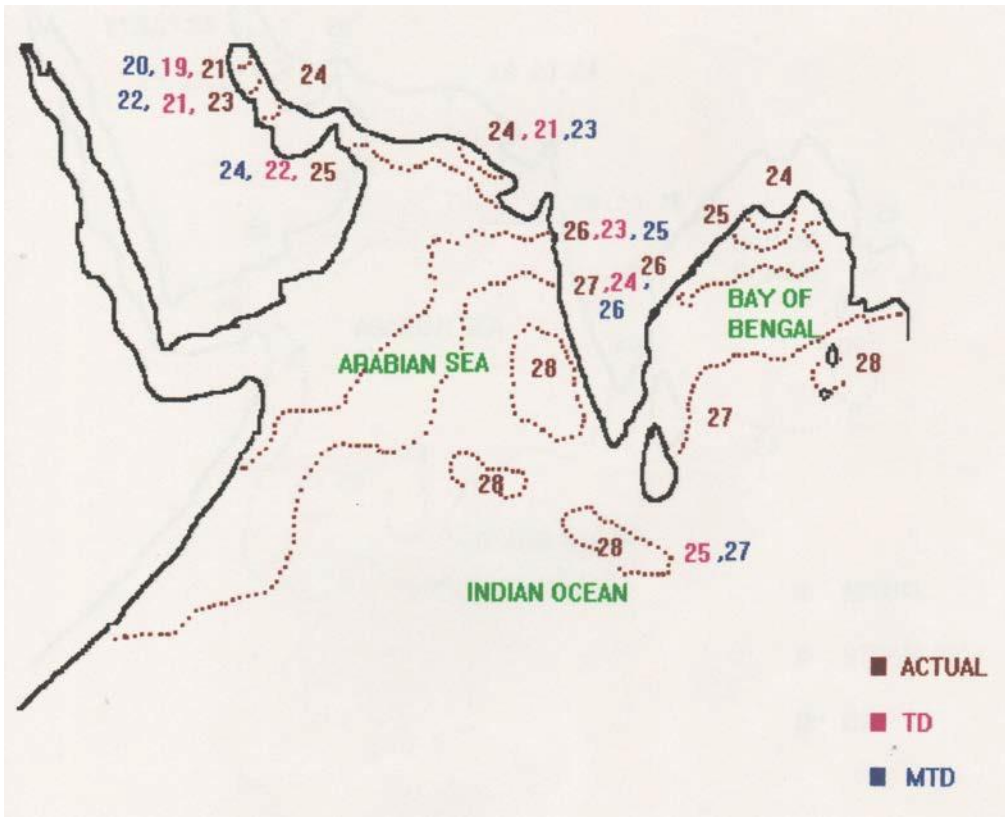 20, 19, 21
24
22, 21, 23
24, 21, 23
24, 22, 25
24
25
26, 23, 25
26
27, 24,
26
BAY OF
BENGAL
ARABIAN SEA
28
28
27
28
28
25, 27
INDIAN OCEAN
ACTUAL
TD
MTD